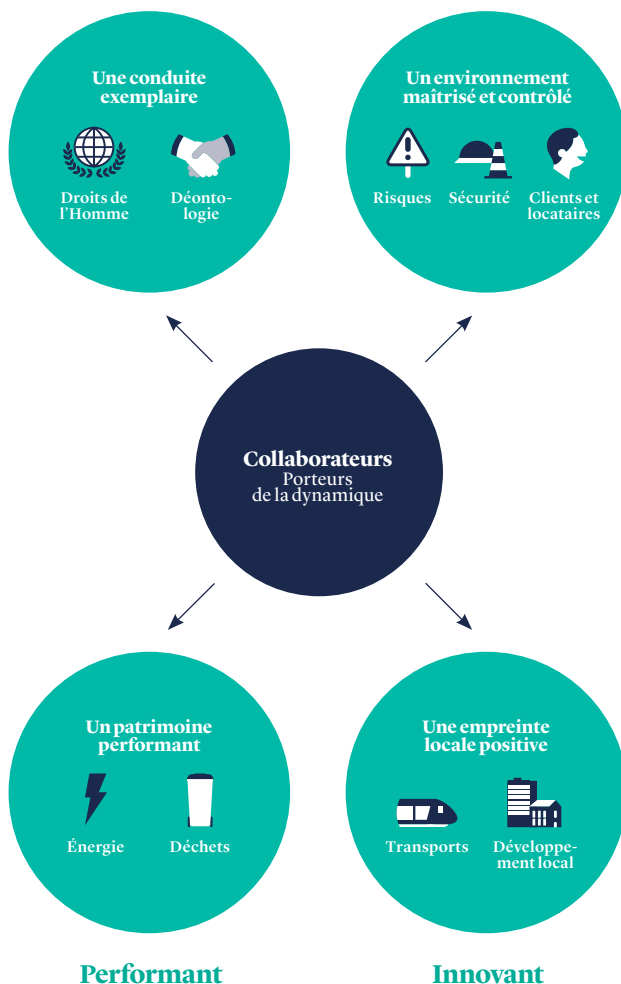 Une conduite
exemplaire
Droits de
l’Homme
Déonto-
logie
Un environnement
maîtrisé et contrôlé
Risques
Sécurité
Clients et
locataires
Collaborateurs
Porteurs
de la dynamique
Un patrimoine
performant
Énergie
Déchets
Une empreinte
locale positive
Transports
Développe-
ment local
Performant
Innovant